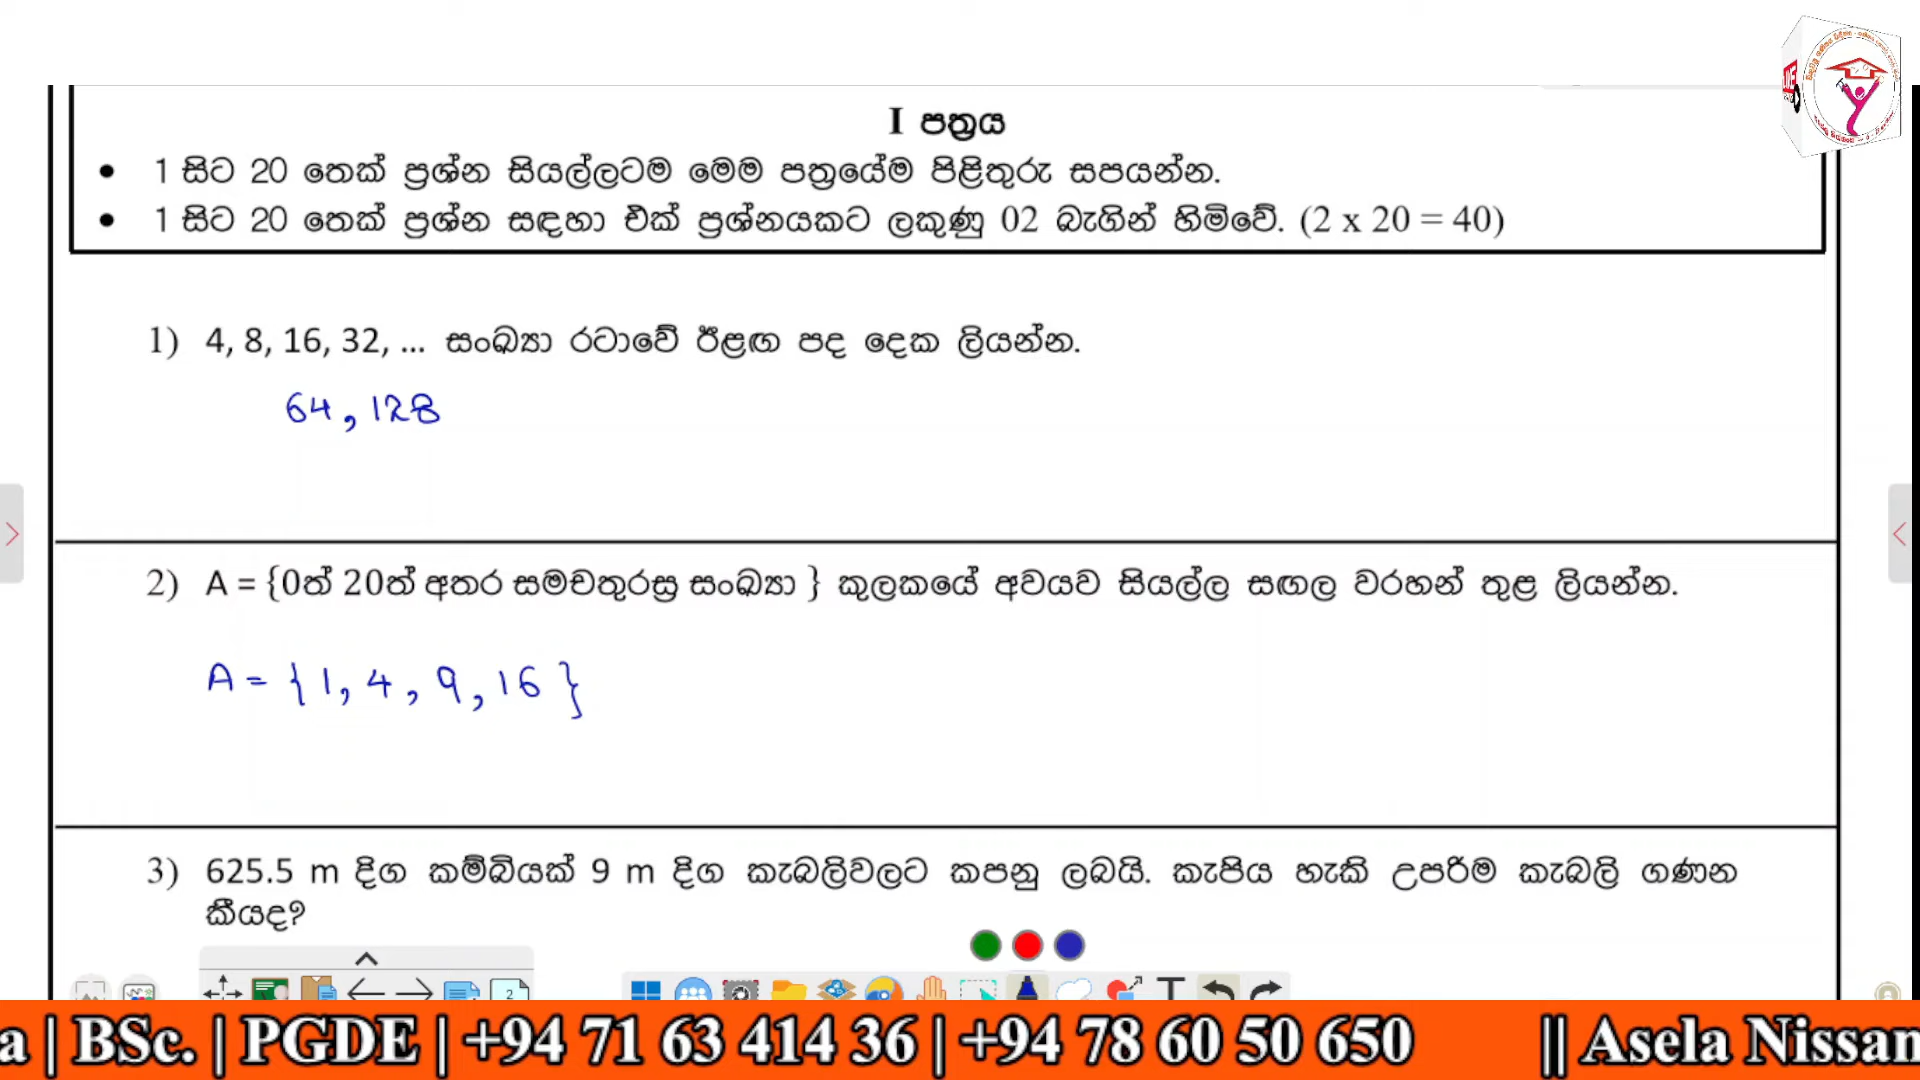 I පත්‍රය
• 1 සිට 20 තෙක් ප්‍රශ්න සියල්ලටම මෙම පත්‍රයේම පිළිතුරු සපයන්න.
• 1 සිට 20 තෙක් ප්‍රශ්න සඳහා එක් ප්‍රශ්නයකට ලකුණු 02 බැගින් හිමිවේ. (2 x 20 = 40)
1) 4, 8, 16, 32, ... සංඛ්‍යා රටාවේ ඊළඟ පද දෙක ලියන්න.
64, 128
2) A = {0ත් 20ත් අතර සමචතුරස්‍ර සංඛ්‍යා } කුලකයේ අවයව සියල්ල සඟල වරහන් තුළ ලියන්න.
A = { 1, 4, 9, 16 }
3) 625.5 m දිග කම්බියක් 9 m දිග කැබලිවලට කපනු ලබයි. කැපිය හැකි උපරිම කැබලි ගණන
කීයද?
2
a | BSc. | PGDE | +94 71 63 414 36 | +94 78 60 50 650 || Asela Nissan